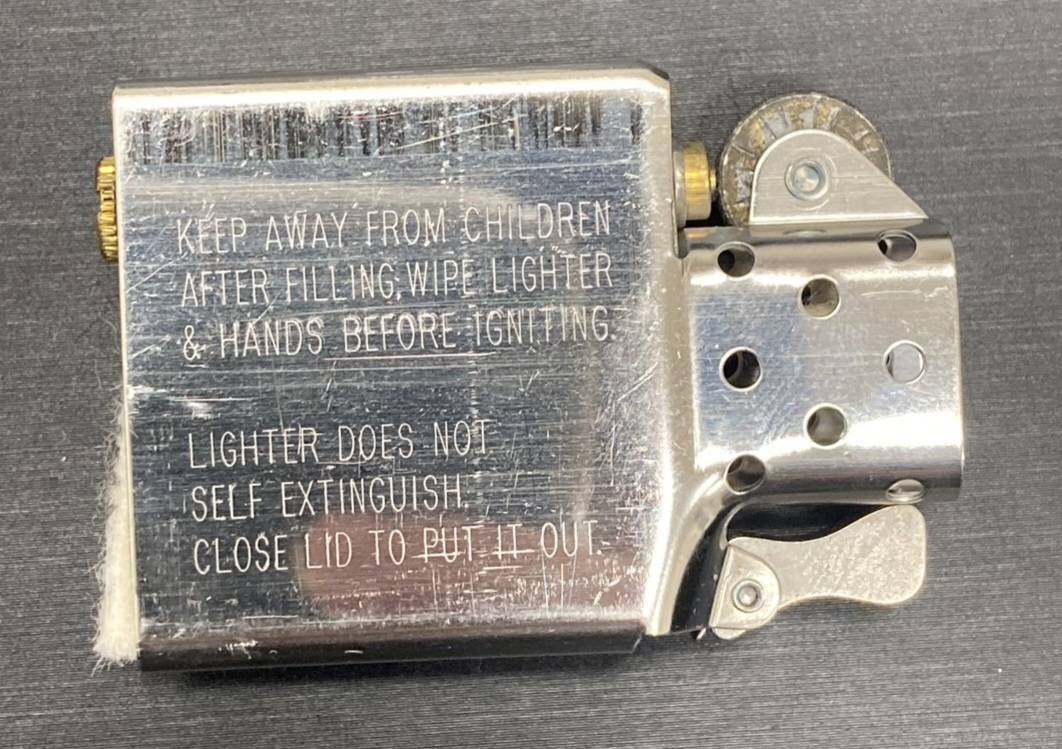 KEEP AWAY FROM CHILDREN
AFTER FILLING, WIPE LIGHTER
& HANDS BEFORE IGNITING.
LIGHTER DOES NOT
SELF EXTINGUISH.
CLOSE LID TO PUT IT OUT.